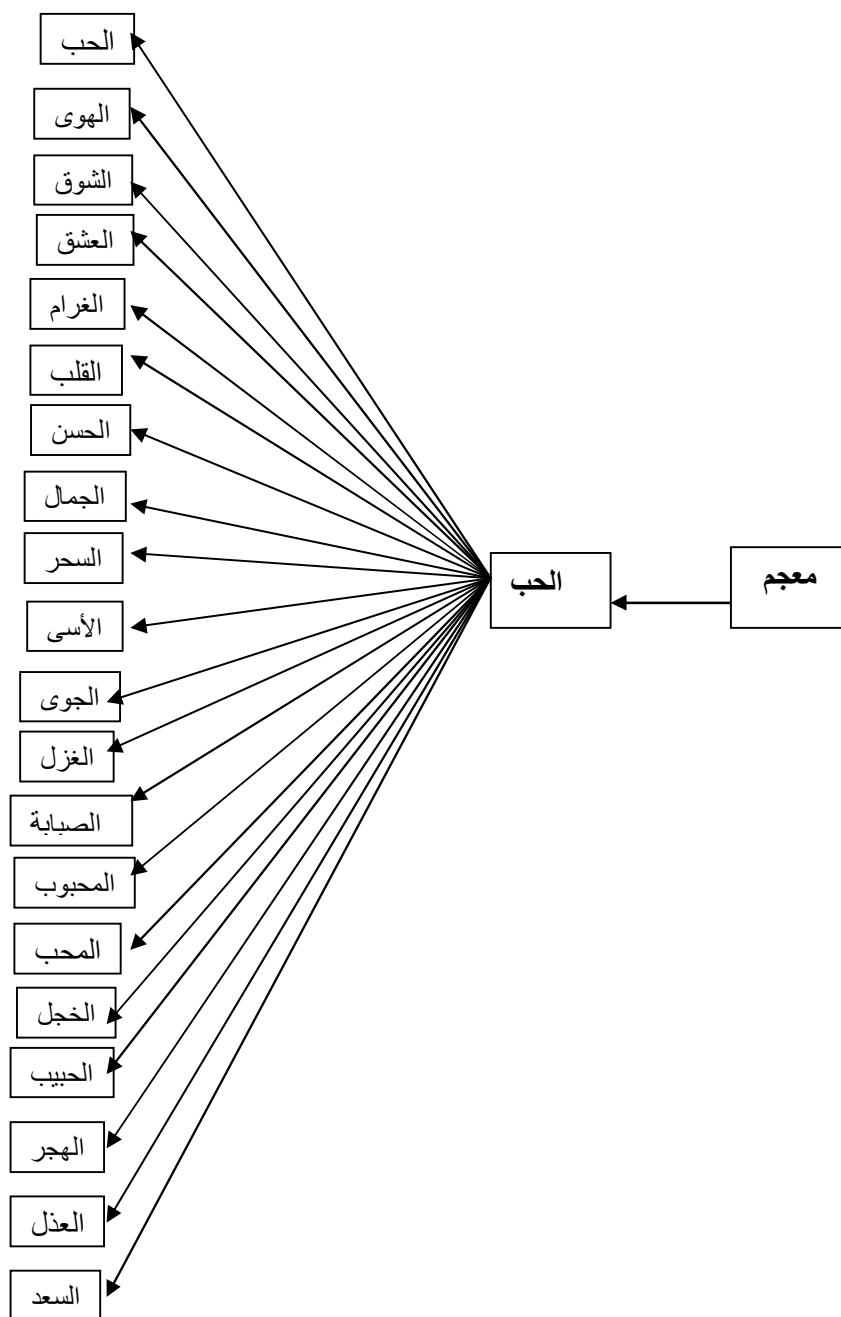 معجم
الحب
الحب
الهوى
الشوق
العشق
الغرام
القلب
الحسن
الجمال
السحر
الأسى
الجوى
الغزل
الصبابة
المحبوب
المحب
الخجل
الحبيب
الهجر
العذل
السعد